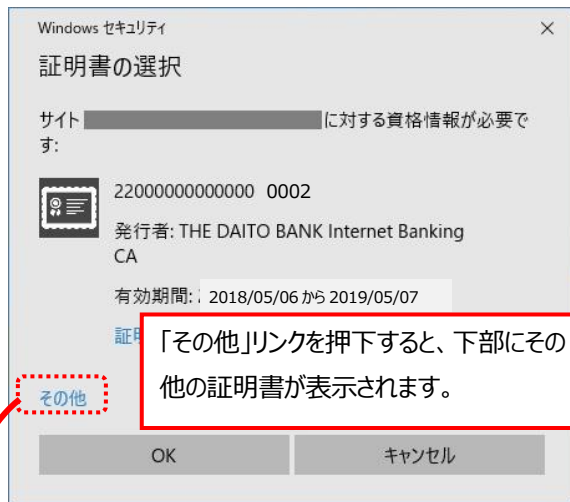 Windows セキュリティ
証明書の選択
サイト に対する資格情報が必要で
す:
22000000000000 0002
発行者: THE DAITO BANK Internet Banking
CA
有効期間: 2018/05/06 から 2019/05/07
「その他」リンクを押下すると、下部にその
他の証明書が表示されます。
その他
OK
キャンセル